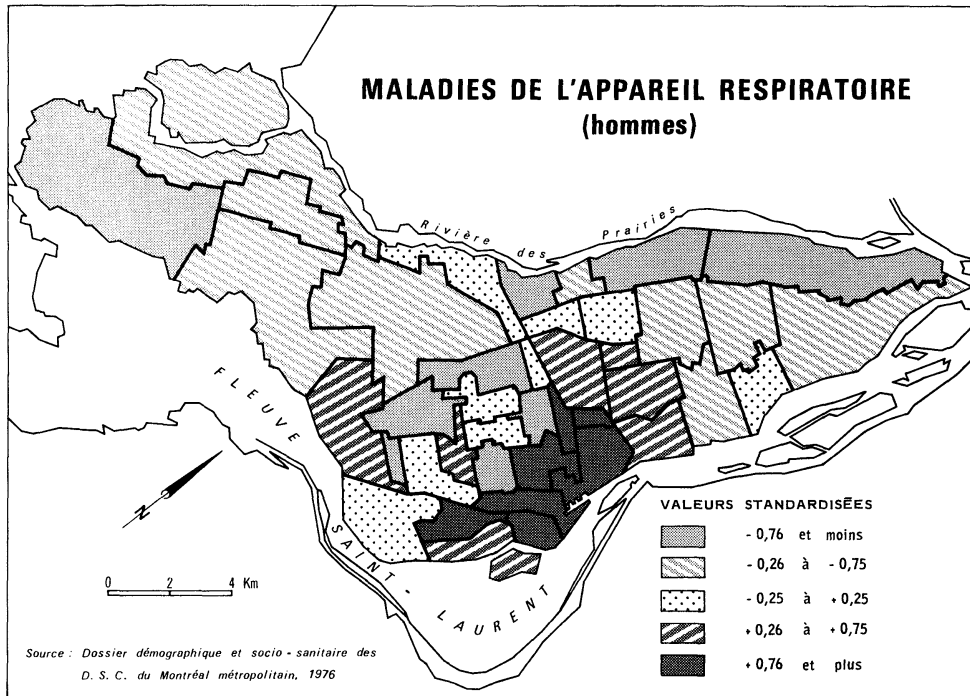 MALADIES DE L'APPAREIL RESPIRATOIRE
(hommes)
Rivière des Prairies
FLEUVE SAINT-LAURENT
N
0 2 4 Km
VALEURS STANDARDISÉES
- 0,76 et moins
- 0,26 à - 0,75
- 0,25 à + 0,25
+ 0,26 à + 0,75
+ 0,76 et plus
Source : Dossier démographique et socio - sanitaire des
D. S. C. du Montréal métropolitain, 1976